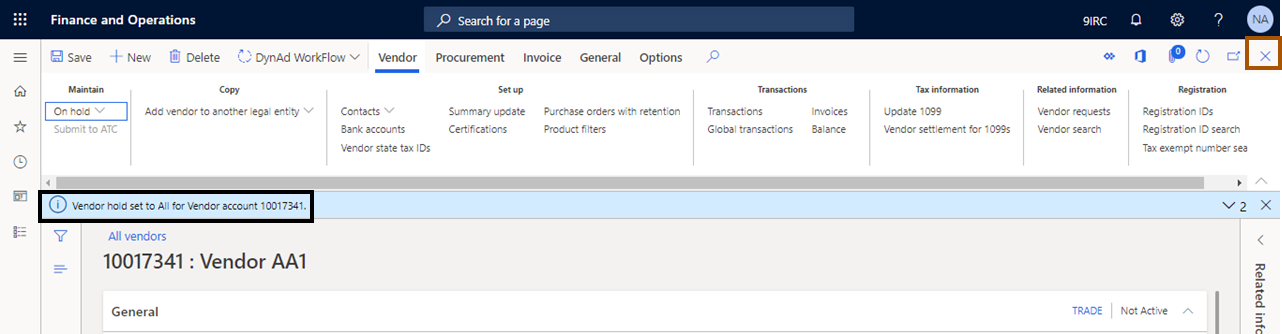 Finance and Operations
Search for a page
9IRC
NA
Save
New
Delete
DynAd WorkFlow
Vendor
Procurement
Invoice
General
Options
0
Maintain
On hold
Submit to ATC
Copy
Add vendor to another legal entity
Set up
Contacts
Bank accounts
Vendor state tax IDs
Summary update
Certifications
Purchase orders with retention
Product filters
Transactions
Transactions
Global transactions
Invoices
Balance
Tax information
Update 1099
Vendor settlement for 1099s
Related information
Vendor requests
Vendor search
Registration
Registration IDs
Registration ID search
Tax exempt number sea
Vendor hold set to All for Vendor account 10017341.
2
All vendors
10017341 : Vendor AA1
General
TRADE
Not Active
Related info